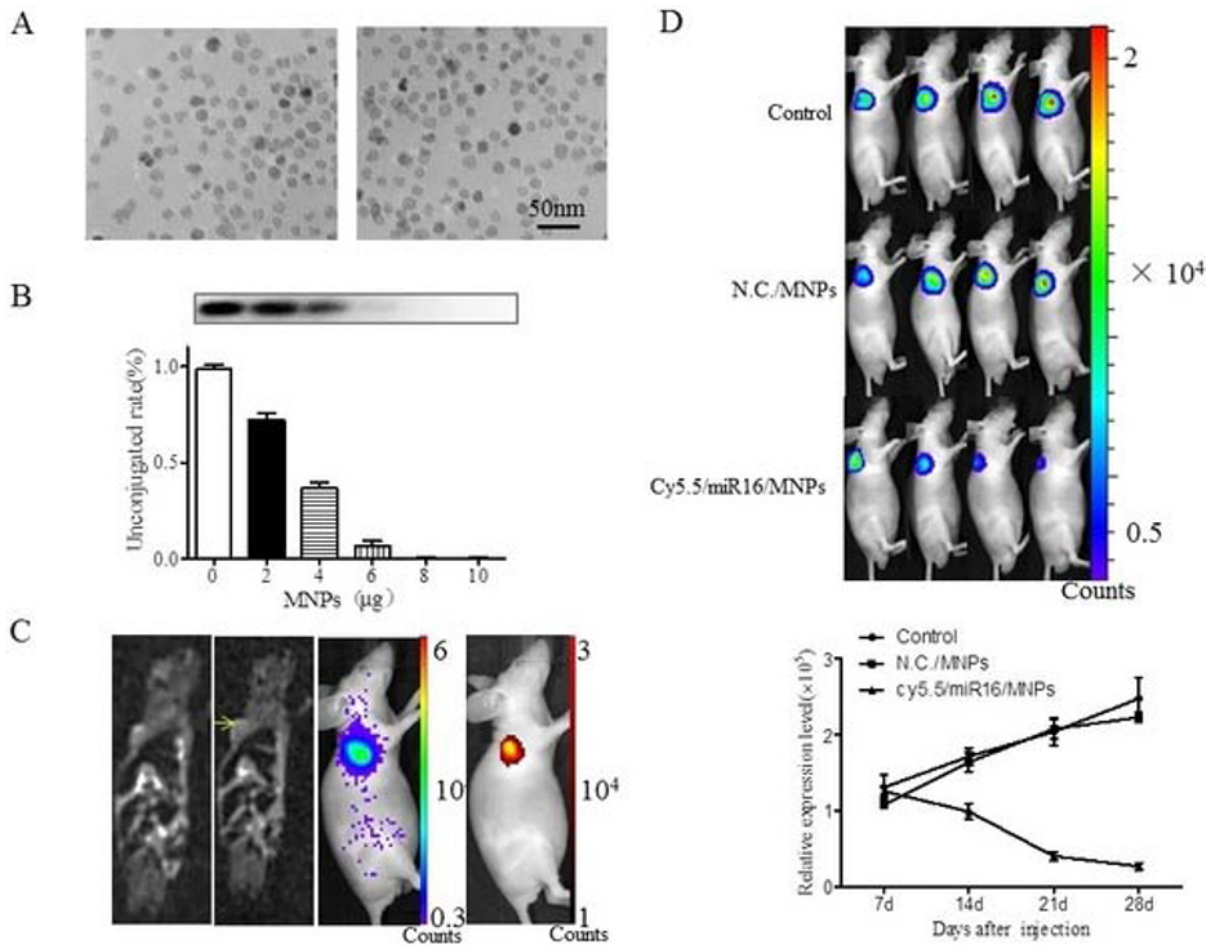 A
50nm
B
Unconjugated rate(%)
1.0
0.5
0.0
0 2 4 6 8 10
MNPs (μg)
C
6
10
0.3
Counts
3
10⁴
1
Counts
D
Control
N.C./MNPs
Cy5.5/miR16/MNPs
2
× 10⁴
0.5
Counts
Control
N.C./MNPs
cy5.5/miR16/MNPs
Relative expression level(×10⁵)
3
2
1
0
7d 14d 21d 28d
Days after injection